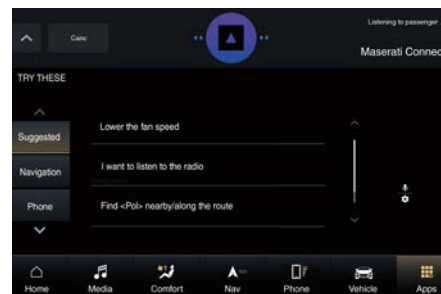 Listening to passenger
Canc
Maserati Connec
TRY THESE
Suggested
Lower the fan speed
Navigation
I want to listen to the radio
Phone
Find <PoI> nearby/along the route
Home
Media
Comfort
Nav
Phone
Vehicle
Apps